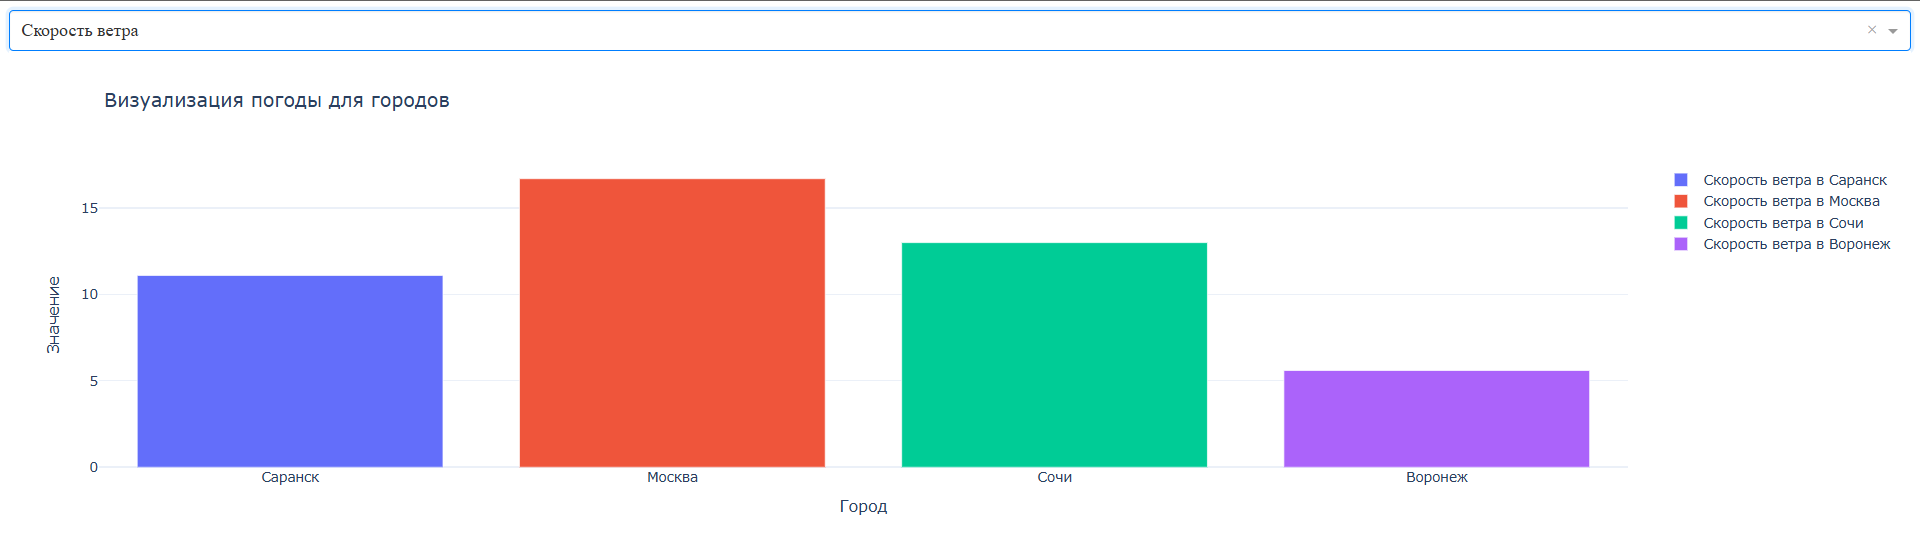 Скорость ветра
×
Визуализация погоды для городов
Значение
15
10
5
0
Саранск
Москва
Сочи
Воронеж
Город
Скорость ветра в Саранск
Скорость ветра в Москва
Скорость ветра в Сочи
Скорость ветра в Воронеж